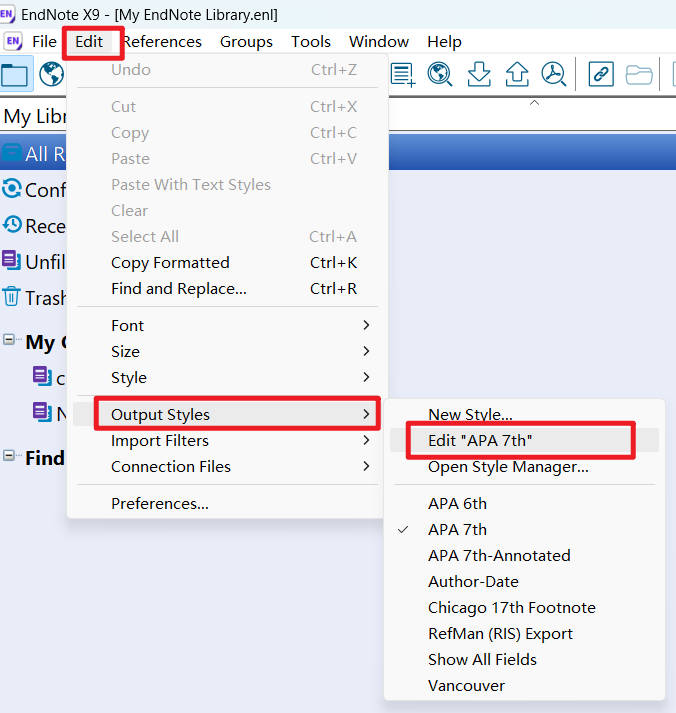 EN EndNote X9 - [My EndNote Library.enl]
EN File Edit References Groups Tools Window Help
Undo Ctrl+Z
My Libr
Cut Ctrl+X
Copy Ctrl+C
All R
Paste Ctrl+V
Paste With Text Styles
Conf
Clear
Rece
Select All Ctrl+A
Unfil
Copy Formatted Ctrl+K
Find and Replace... Ctrl+R
Trash
Font
My
Size
Style
Output Styles
New Style...
Import Filters
Edit "APA 7th"
Find
Connection Files
Open Style Manager...
Preferences...
APA 6th
APA 7th
APA 7th-Annotated
Author-Date
Chicago 17th Footnote
RefMan (RIS) Export
Show All Fields
Vancouver